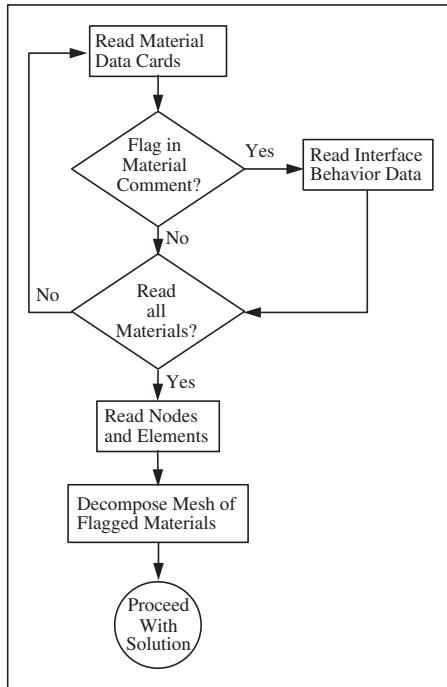 Read Material
Data Cards
Flag in
Material
Comment?
Yes
Read Interface
Behavior Data
No
No
Read
all
Materials?
Yes
Read Nodes
and Elements
Decompose Mesh of
Flagged Materials
Proceed
With
Solution